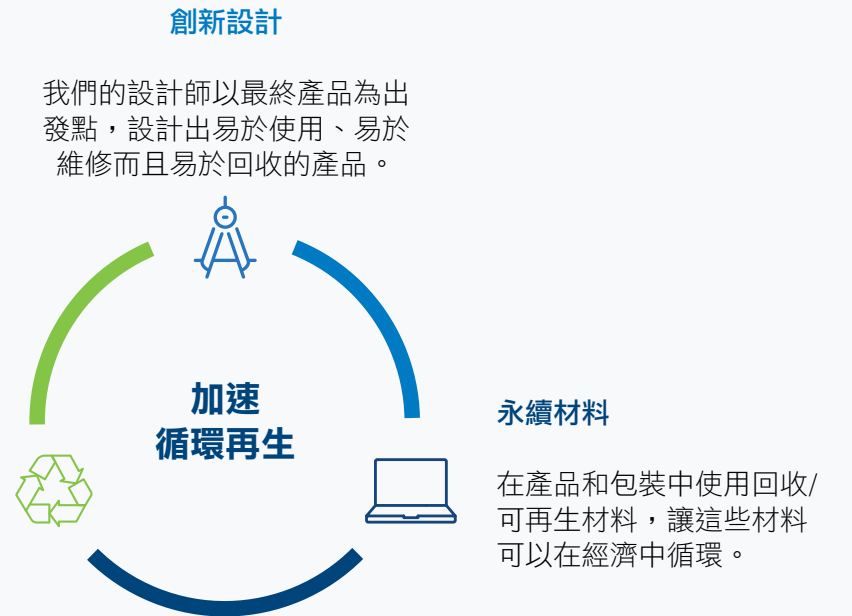 創新設計
我們的設計師以最終產品為出
發點，設計出易於使用、易於
維修而且易於回收的產品。
加速
循環再生
永續材料
在產品和包裝中使用回收/
可再生材料，讓這些材料
可以在經濟中循環。